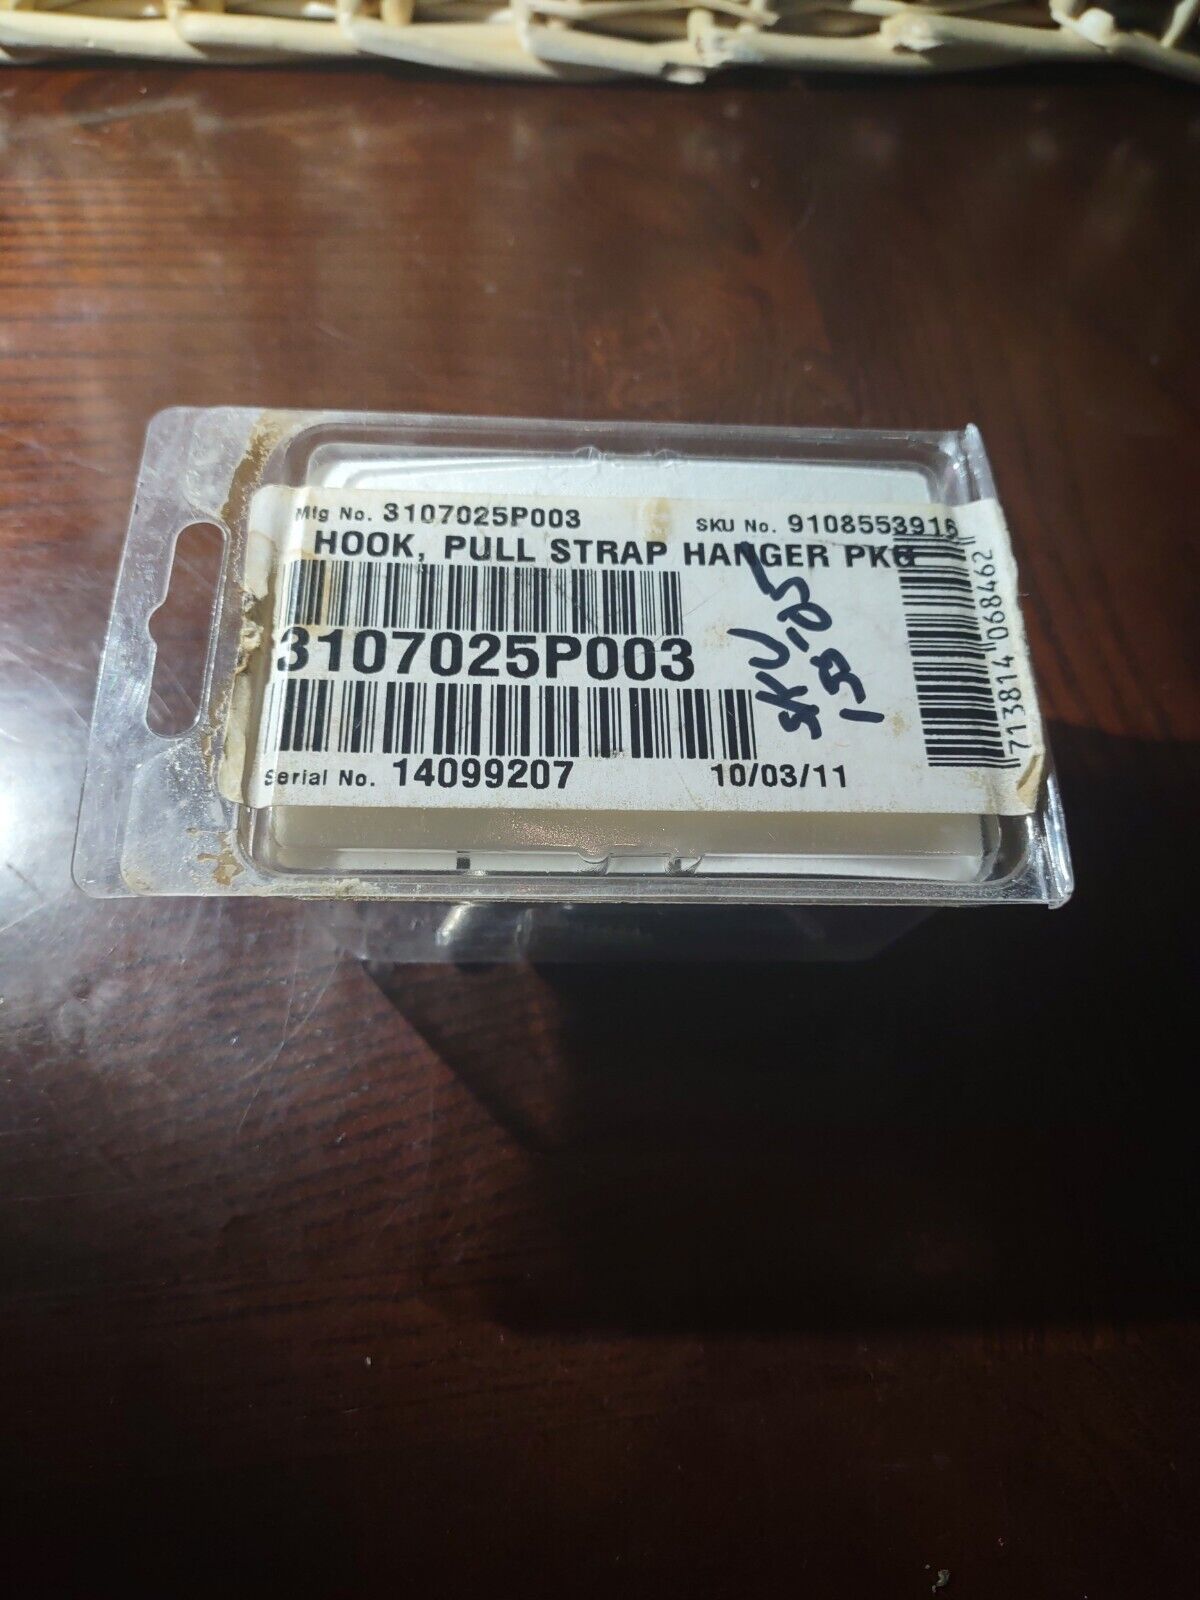 Mfg No. 3107025P003 SKU No. 9108553916
HOOK, PULL STRAP HANGER PKG
3107025P003
Serial No. 14099207 10/03/11
713814 068462
SKU